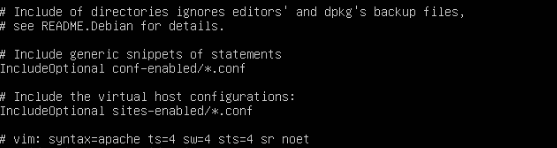 # Include of directories ignores editors' and dpkg's backup files,
# see README.Debian for details.
# Include generic snippets of statements
IncludeOptional conf-enabled/*.conf
# Include the virtual host configurations:
IncludeOptional sites-enabled/*.conf
# vim: syntax=apache ts=4 sw=4 sts=4 sr noet